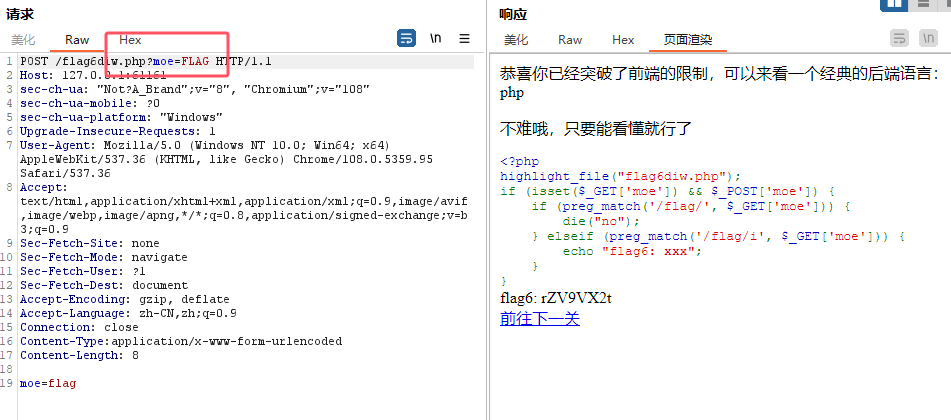 请求
美化 Raw Hex \n
1 POST /flag6diw.php?moe=FLAG HTTP/1.1
2 Host: 127.0.0.1:61161
3 sec-ch-ua: "Not?A_Brand";v="8", "Chromium";v="108"
4 sec-ch-ua-mobile: ?0
5 sec-ch-ua-platform: "Windows"
6 Upgrade-Insecure-Requests: 1
7 User-Agent: Mozilla/5.0 (Windows NT 10.0; Win64; x64)
AppleWebKit/537.36 (KHTML, like Gecko) Chrome/108.0.5359.95
Safari/537.36
8 Accept:
text/html,application/xhtml+xml,application/xml;q=0.9,image/avif
,image/webp,image/apng,*/*;q=0.8,application/signed-exchange;v=b
3;q=0.9
9 Sec-Fetch-Site: none
10 Sec-Fetch-Mode: navigate
11 Sec-Fetch-User: ?1
12 Sec-Fetch-Dest: document
13 Accept-Encoding: gzip, deflate
14 Accept-Language: zh-CN,zh;q=0.9
15 Connection: close
16 Content-Type:application/x-www-form-urlencoded
17 Content-Length: 8
18
19 moe=flag
响应
美化 Raw Hex 页面渲染 \n
恭喜你已经突破了前端的限制，可以来看一个经典的后端语言：
php
不难哦，只要能看懂就行了
<?php
highlight_file("flag6diw.php");
if (isset($_GET['moe']) && $_POST['moe']) {
    if (preg_match('/flag/', $_GET['moe'])) {
        die("no");
    } elseif (preg_match('/flag/i', $_GET['moe'])) {
        echo "flag6: xxx";
    }
}
flag6: rZV9VX2t
前往下一关